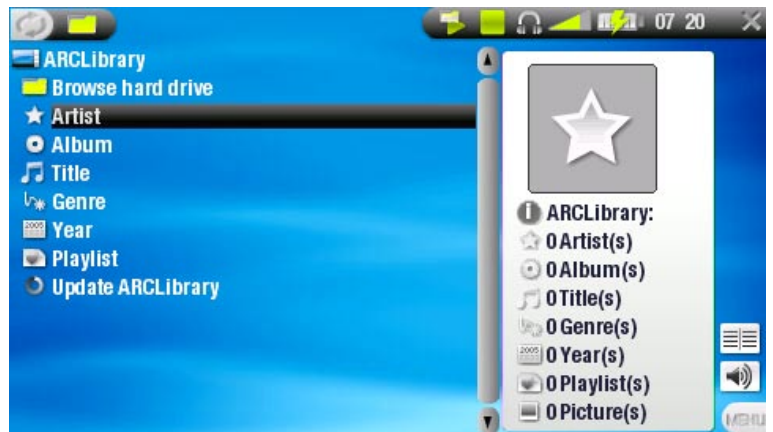 07 20
ARCLibrary
Browse hard drive
Artist
Album
Title
Genre
2005 Year
Playlist
Update ARCLibrary
ARCLibrary:
0 Artist(s)
0 Album(s)
0 Title(s)
0 Genre(s)
2005 0 Year(s)
0 Playlist(s)
0 Picture(s)
MENU